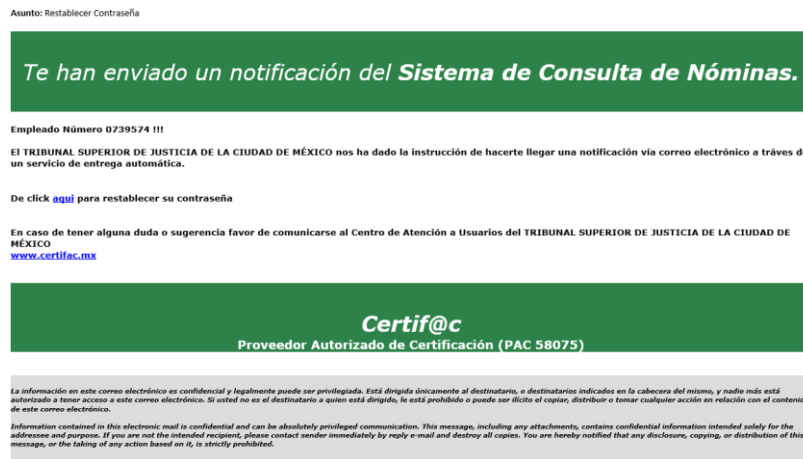 Asunto: Restablecer Contraseña
Te han enviado un notificación del Sistema de Consulta de Nóminas.
Empleado Número 0739574 !!!
El TRIBUNAL SUPERIOR DE JUSTICIA DE LA CIUDAD DE MÉXICO nos ha dado la instrucción de hacerte llegar una notificación vía correo electrónico a tráves d
un servicio de entrega automática.
De click aqui para restablecer su contraseña
En caso de tener alguna duda o sugerencia favor de comunicarse al Centro de Atención a Usuarios del TRIBUNAL SUPERIOR DE JUSTICIA DE LA CIUDAD DE
MÉXICO
www.certifac.mx
Certif@c
Proveedor Autorizado de Certificación (PAC 58075)
La información en este correo electrónico es confidencial y legalmente puede ser privilegiada. Está dirigida únicamente al destinatario, o destinatarios indicados en la cabecera del mismo, y nadie más está
autorizado a tener acceso a este correo electrónico. Si usted no es el destinatario a quien está dirigido, le está prohibido o puede ser ilícito el copiar, distribuir o tomar cualquier acción en relación con el contenid
de este correo electrónico.
Information contained in this electronic mail is confidential and can be absolutely privileged communication. This message, including any attachments, contains confidential information intended solely for the
addressee and purpose. If you are not the intended recipient, please contact sender immediately by reply e-mail and destroy all copies. You are hereby notified that any disclosure, copying, or distribution of this
message, or the taking of any action based on it, is strictly prohibited.